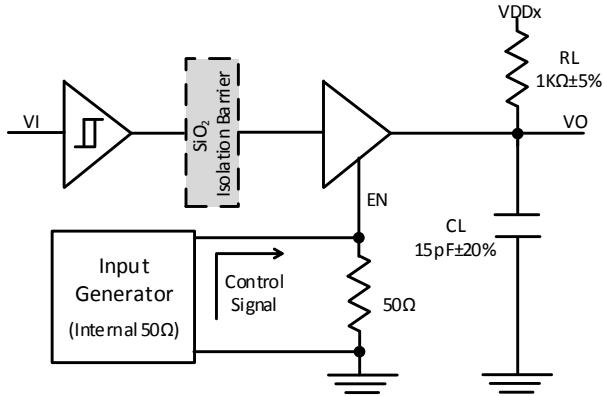 VDDx
RL
1KΩ±5%
VI
SiO₂
Isolation Barrier
VO
EN
CL
15pF±20%
Input
Generator
(Internal 50Ω)
Control
Signal
50Ω